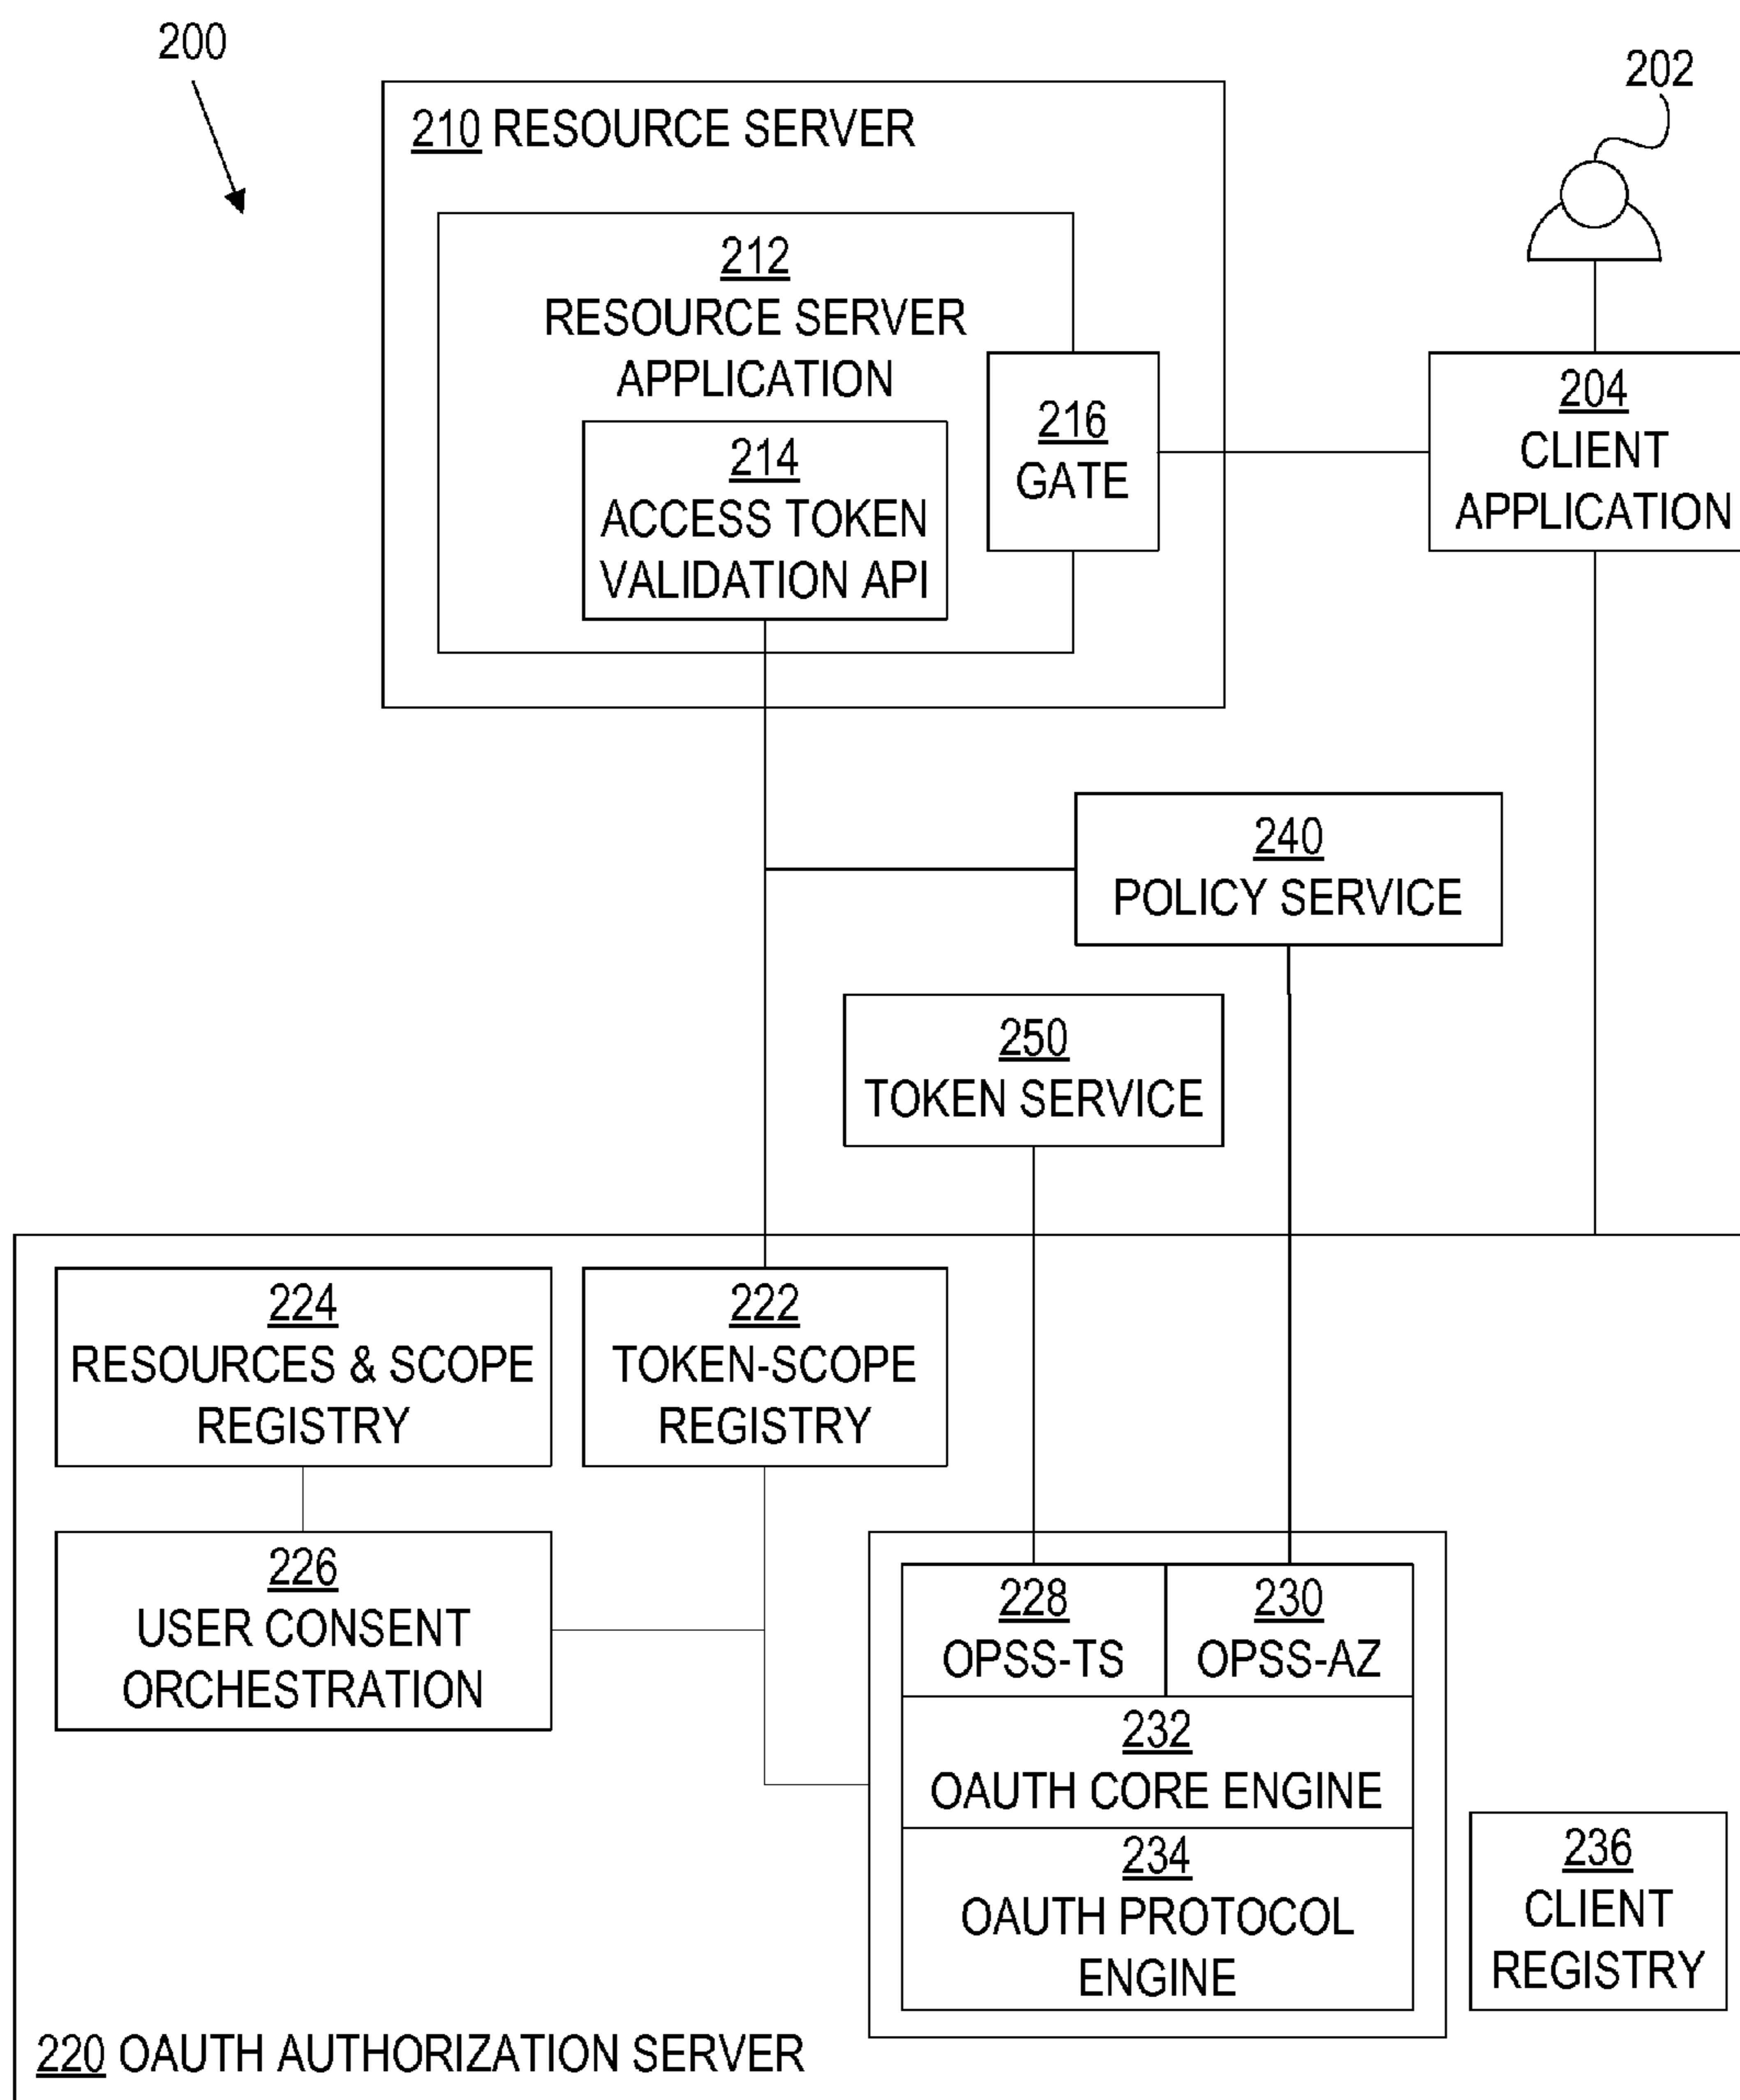 200
202
210 RESOURCE SERVER
212
RESOURCE SERVER
APPLICATION
214
ACCESS TOKEN
VALIDATION API
216
GATE
204
CLIENT
APPLICATION
240
POLICY SERVICE
250
TOKEN SERVICE
224
RESOURCES & SCOPE
REGISTRY
222
TOKEN-SCOPE
REGISTRY
226
USER CONSENT
ORCHESTRATION
228
OPSS-TS
230
OPSS-AZ
232
OAUTH CORE ENGINE
234
OAUTH PROTOCOL
ENGINE
236
CLIENT
REGISTRY
220 OAUTH AUTHORIZATION SERVER